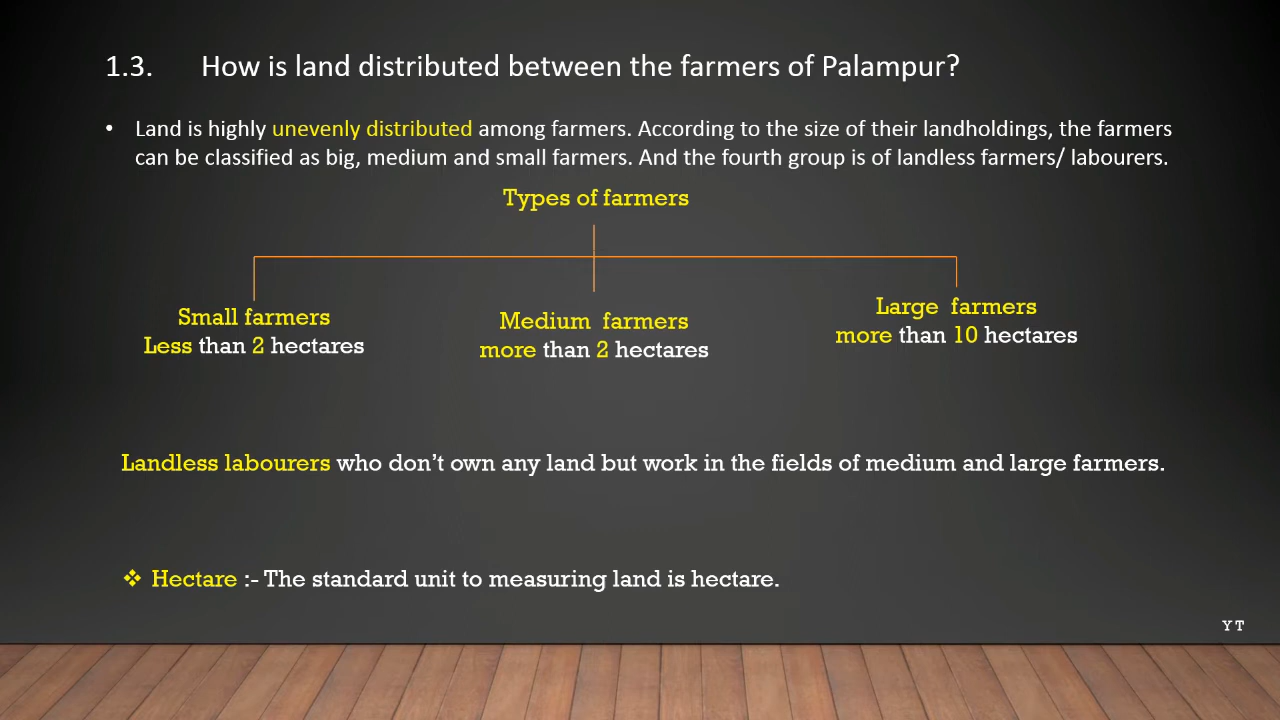 1.3. How is land distributed between the farmers of Palampur?
• Land is highly unevenly distributed among farmers. According to the size of their landholdings, the farmers
can be classified as big, medium and small farmers. And the fourth group is of landless farmers/ labourers.
Types of farmers
Small farmers
Less than 2 hectares
Medium farmers
more than 2 hectares
Large farmers
more than 10 hectares
Landless labourers who don’t own any land but work in the fields of medium and large farmers.
❖ Hectare :- The standard unit to measuring land is hectare.
YT